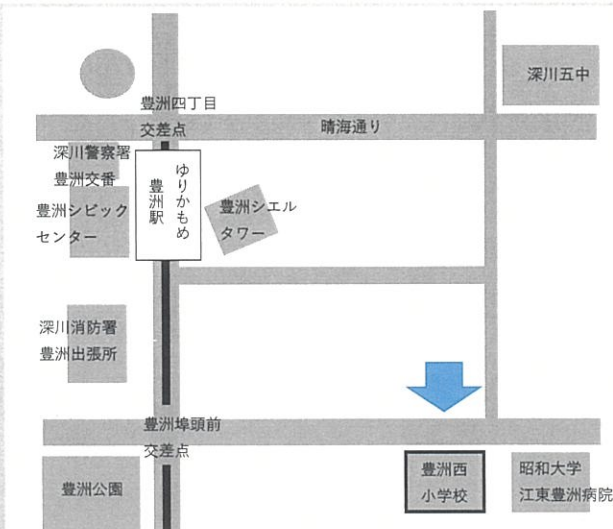 深川五中
豊洲四丁目
交差点
晴海通り
深川警察署
豊洲交番
ゆりかもめ
豊洲駅
豊洲シビック
センター
豊洲シエル
タワー
深川消防署
豊洲出張所
豊洲埠頭前
交差点
豊洲公園
豊洲西
小学校
昭和大学
江東豊洲病院